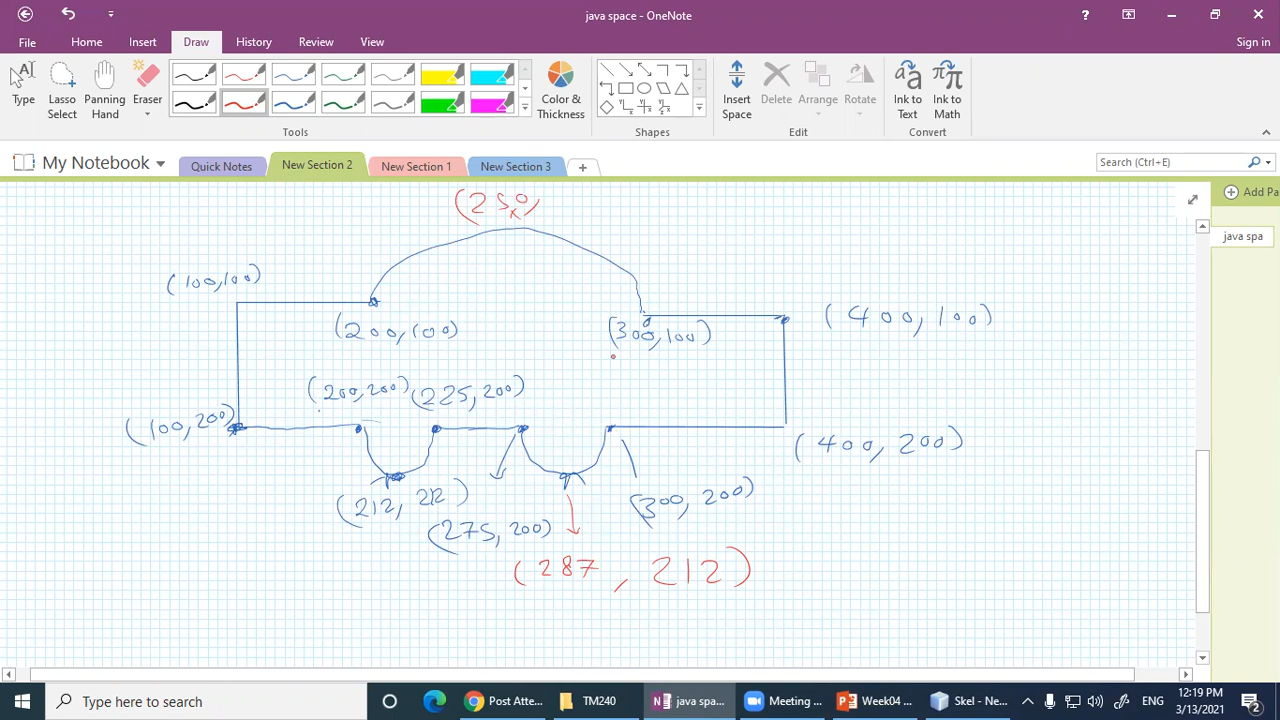 java space - OneNote
Sign in
File Home Insert Draw History Review View
Type
Lasso Select
Panning Hand
Eraser
Color & Thickness
Insert Space
Delete
Arrange
Rotate
Ink to Text
Ink to Math
Tools
Shapes
Edit
Convert
My Notebook
Quick Notes
New Section 2
New Section 1
New Section 3
Search (Ctrl+E)
Add Pa
java spa
(250,
x
(100,100)
(200,100)
(300,100)
(400,100)
(200,200) (225,200)
(100,200)
(400,200)
(212, 212)
(300,200)
(275,200)
(287, 212)
Type here to search
Post Atte...
TM240
java spa...
Meeting ...
Week04 ...
Skel - Ne...
ENG
12:19 PM
3/13/2021
2